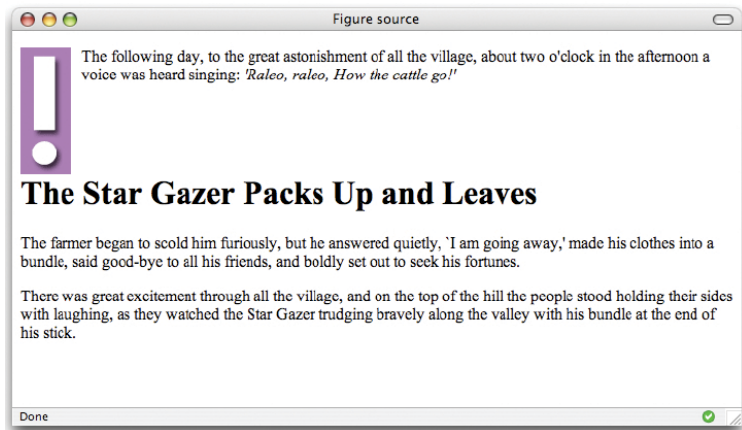 Figure source
The following day, to the great astonishment of all the village, about two o'clock in the afternoon a
voice was heard singing: 'Raleo, raleo, How the cattle go!'
!
The Star Gazer Packs Up and Leaves
The farmer began to scold him furiously, but he answered quietly, `I am going away,' made his clothes into a
bundle, said good-bye to all his friends, and boldly set out to seek his fortunes.
There was great excitement through all the village, and on the top of the hill the people stood holding their sides
with laughing, as they watched the Star Gazer trudging bravely along the valley with his bundle at the end of
his stick.
Done